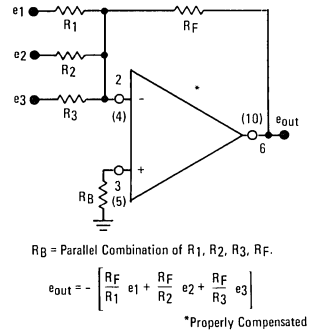 e1
R1
RF
e2
R2
e3
R3
2
-
(4)
*
(10)
eout
6
+
3
(5)
RB
RB = Parallel Combination of R1, R2, R3, RF.
eout = - [ RF/R1 e1 + RF/R2 e2 + RF/R3 e3 ]
*Properly Compensated